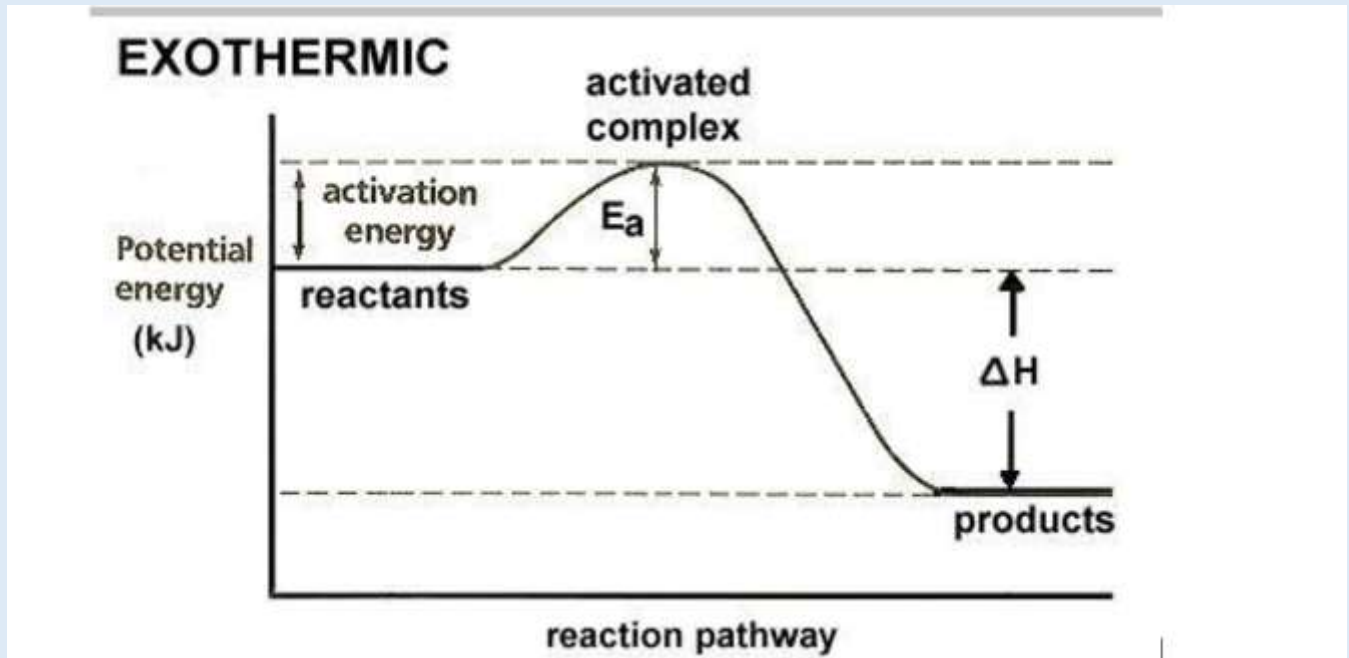 EXOTHERMIC
activated
complex
activation
energy
Ea
Potential
energy
(kJ)
reactants
ΔH
products
reaction pathway